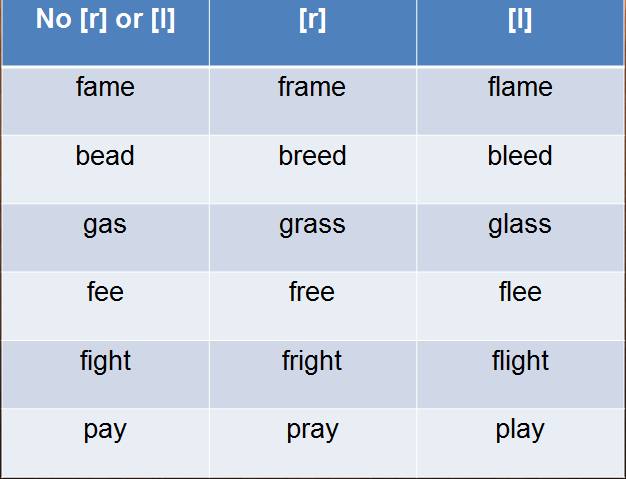 No [r] or [l] [r] [l]
fame frame flame
bead breed bleed
gas grass glass
fee free flee
fight fright flight
pay pray play